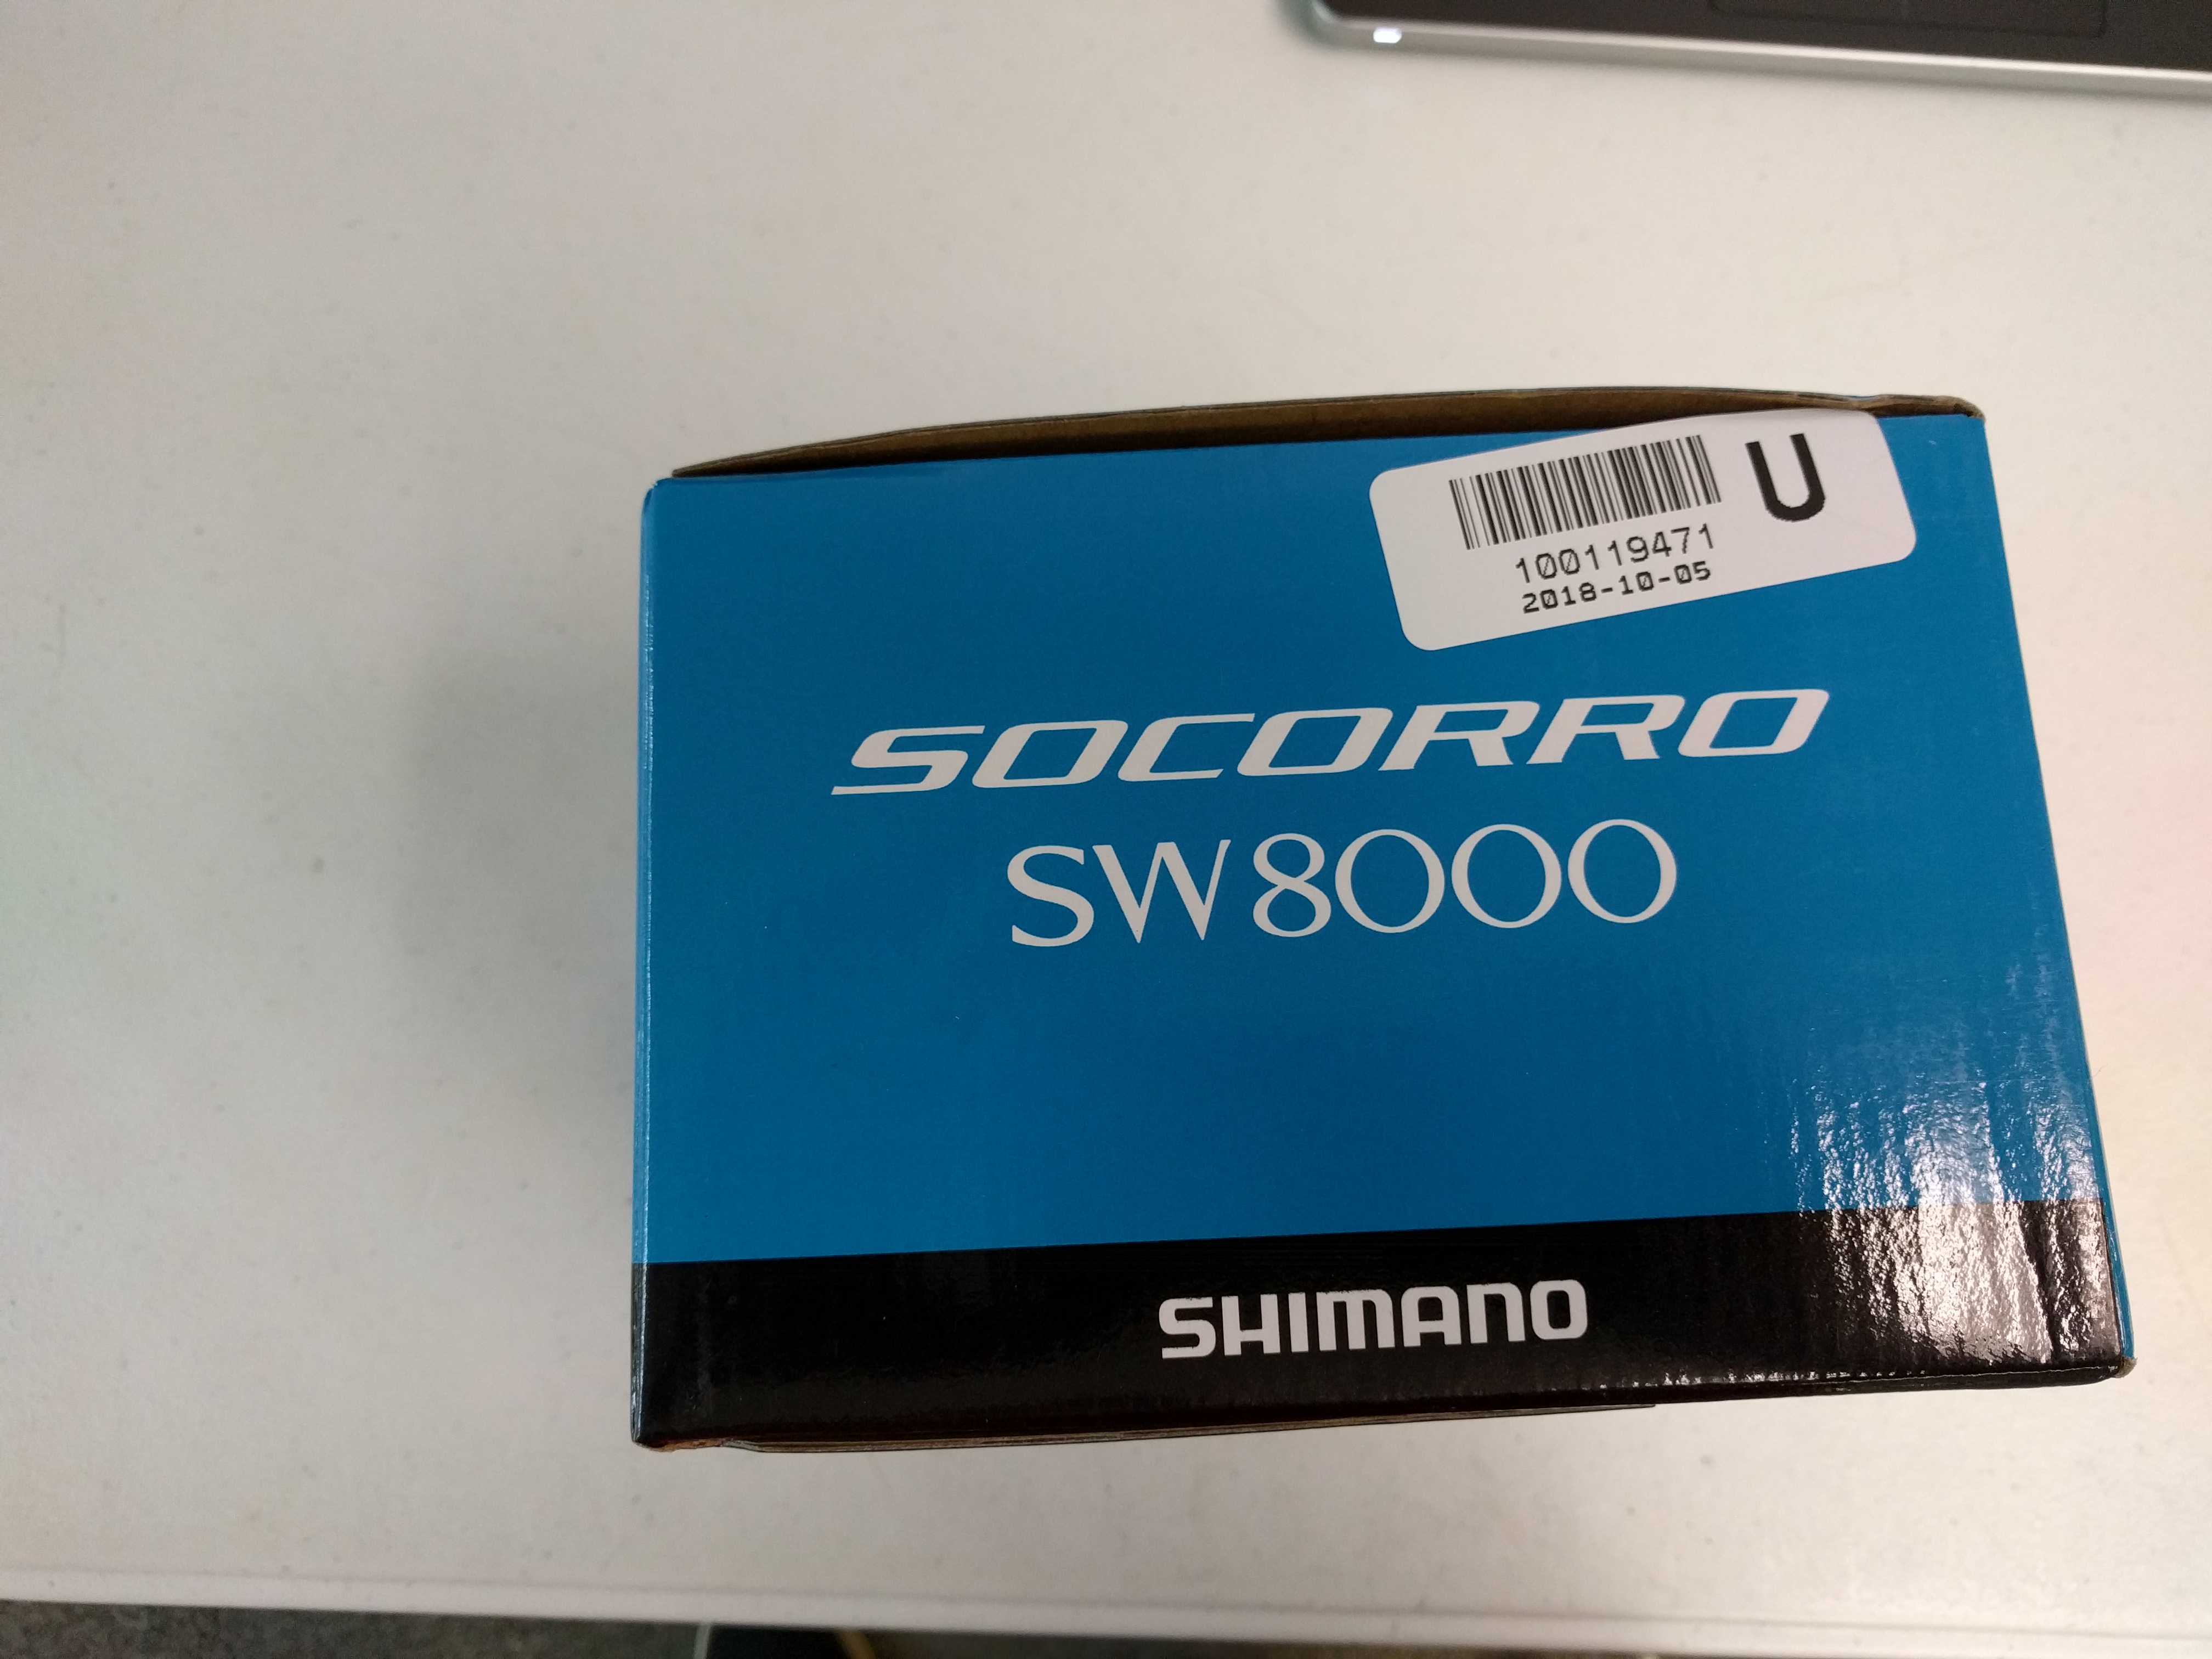 U
100119471
2018-10-05
SOCORRO
SW8000
SHIMANO